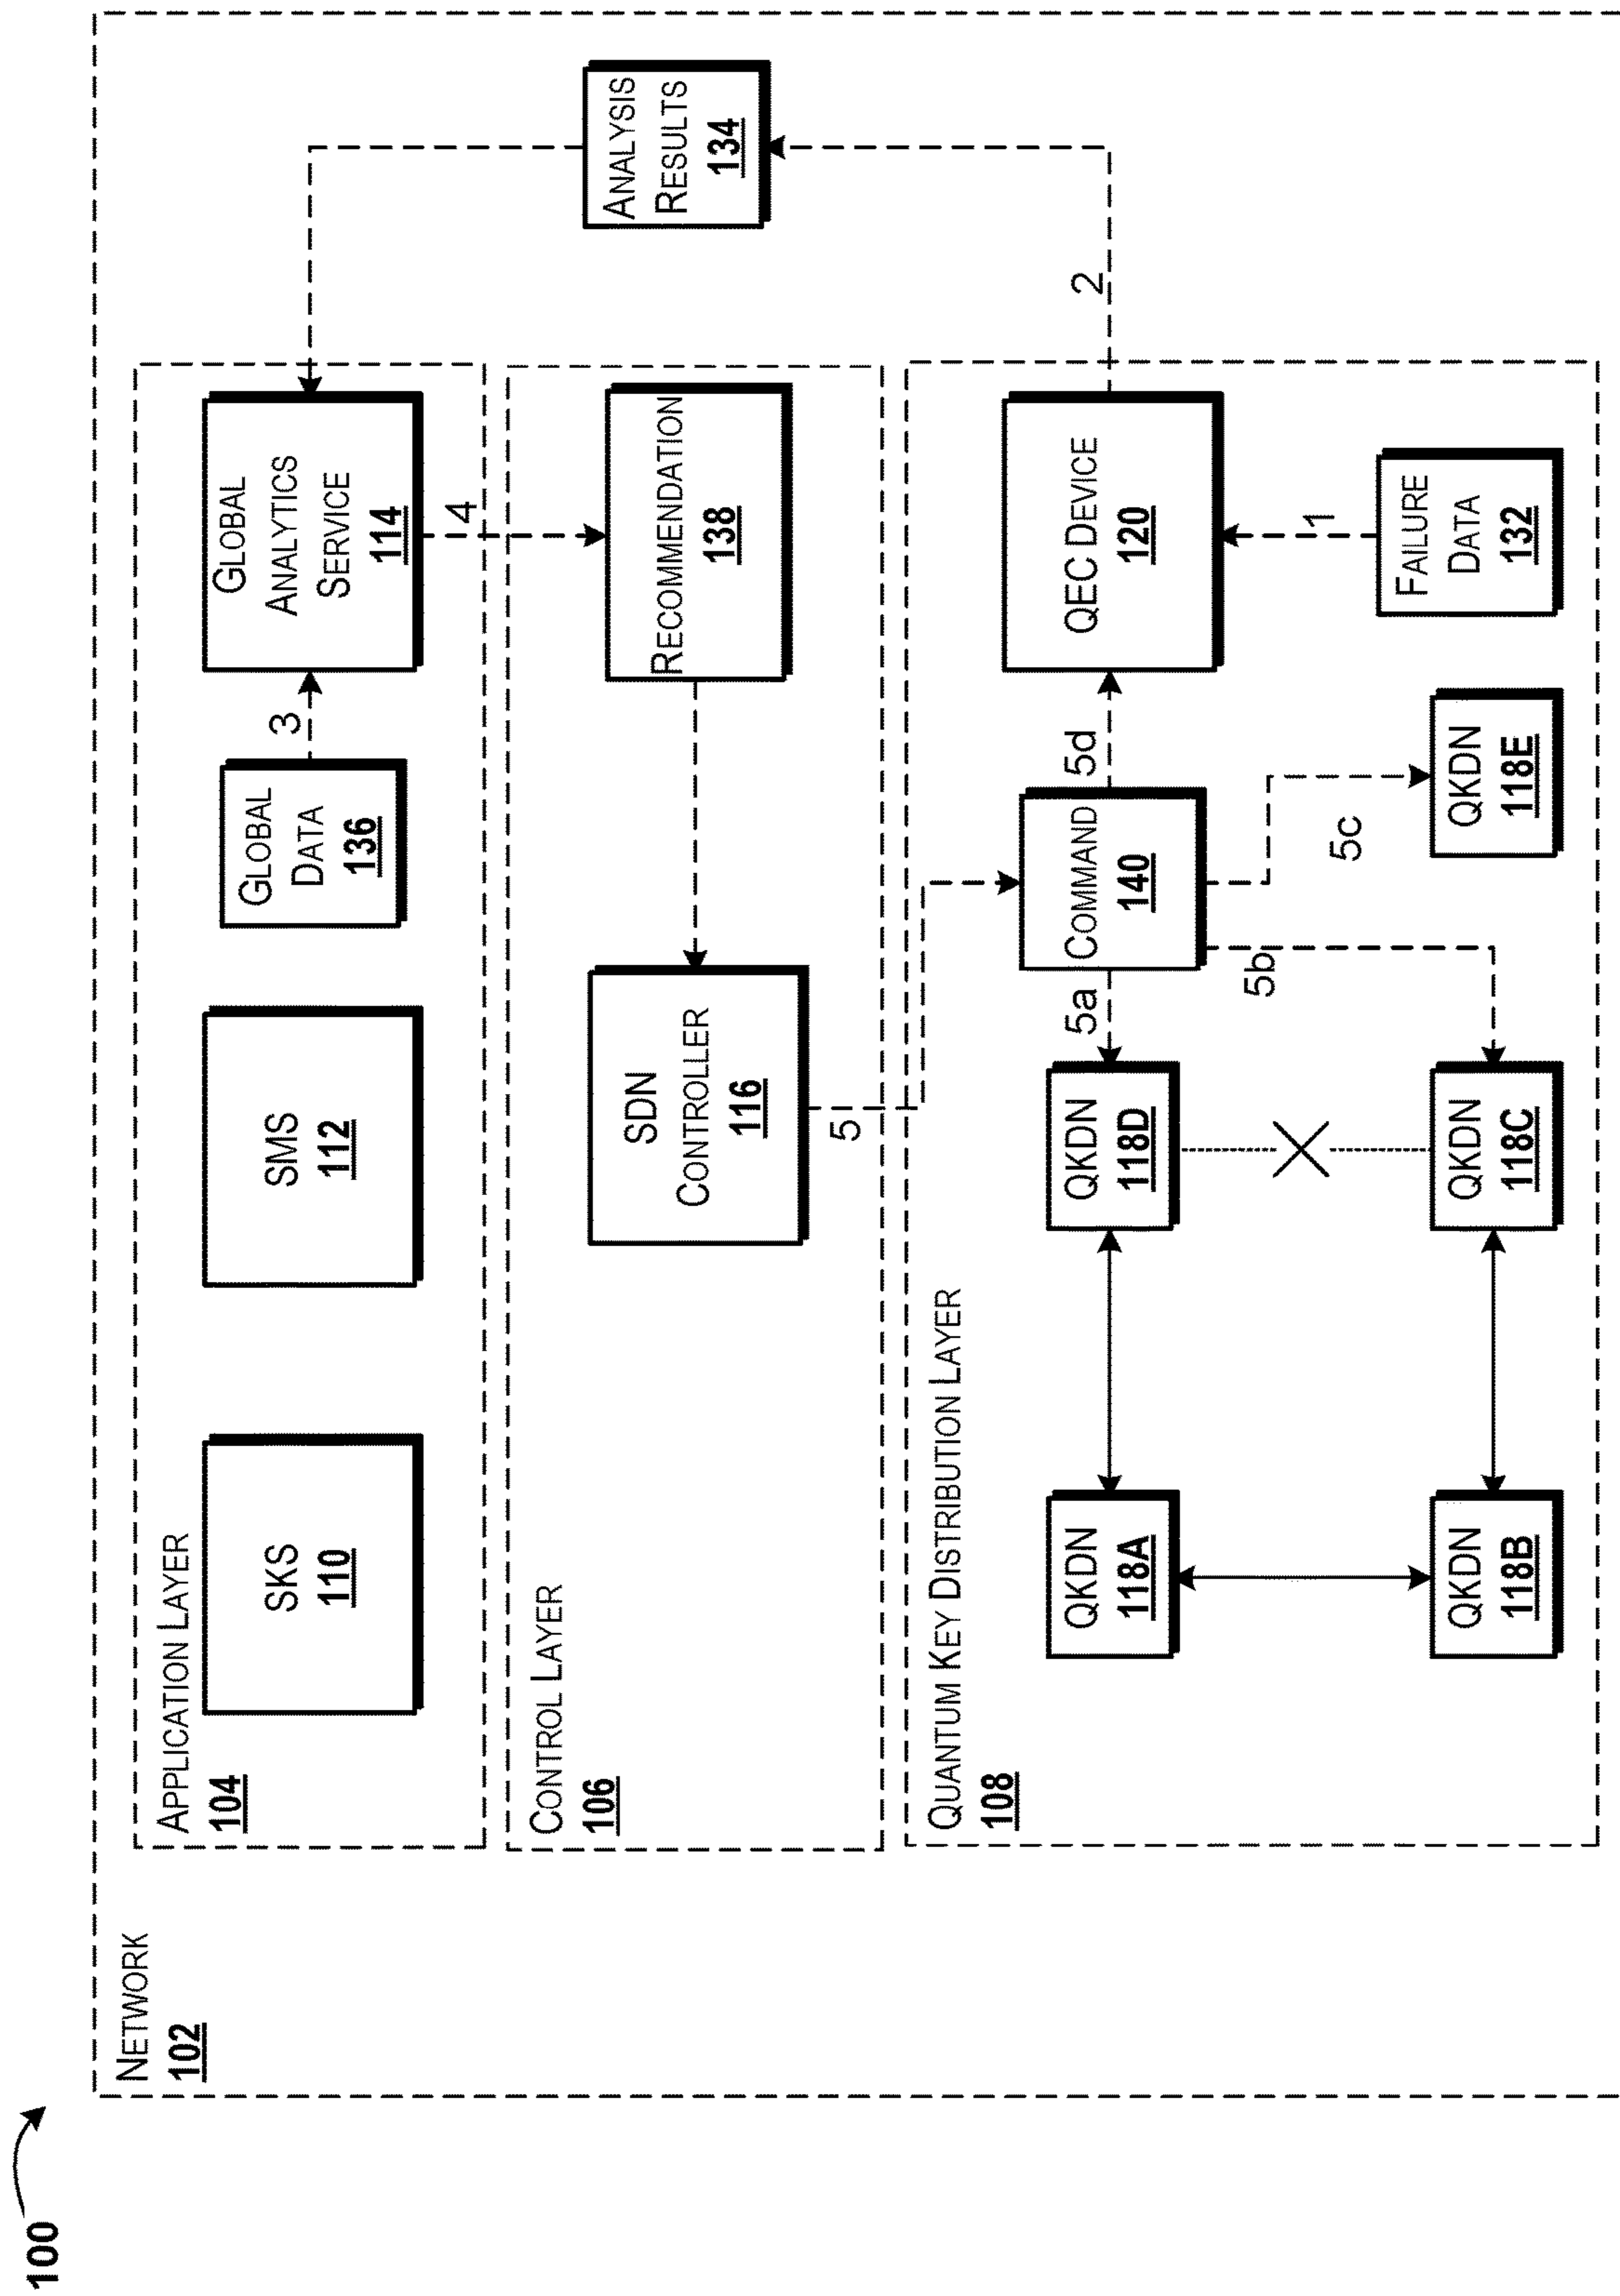 100
NETWORK
102
APPLICATION LAYER
104
SKS
110
SMS
112
GLOBAL
DATA
136
3
GLOBAL
ANALYTICS
SERVICE
114
4
CONTROL LAYER
106
SDN
CONTROLLER
116
RECOMMENDATION
138
ANALYSIS
RESULTS
134
5
2
QUANTUM KEY DISTRIBUTION LAYER
108
QKDN
118A
QKDN
118D
5a
COMMAND
140
5d
QEC DEVICE
120
5b
5c
1
QKDN
118B
QKDN
118C
QKDN
118E
FAILURE
DATA
132